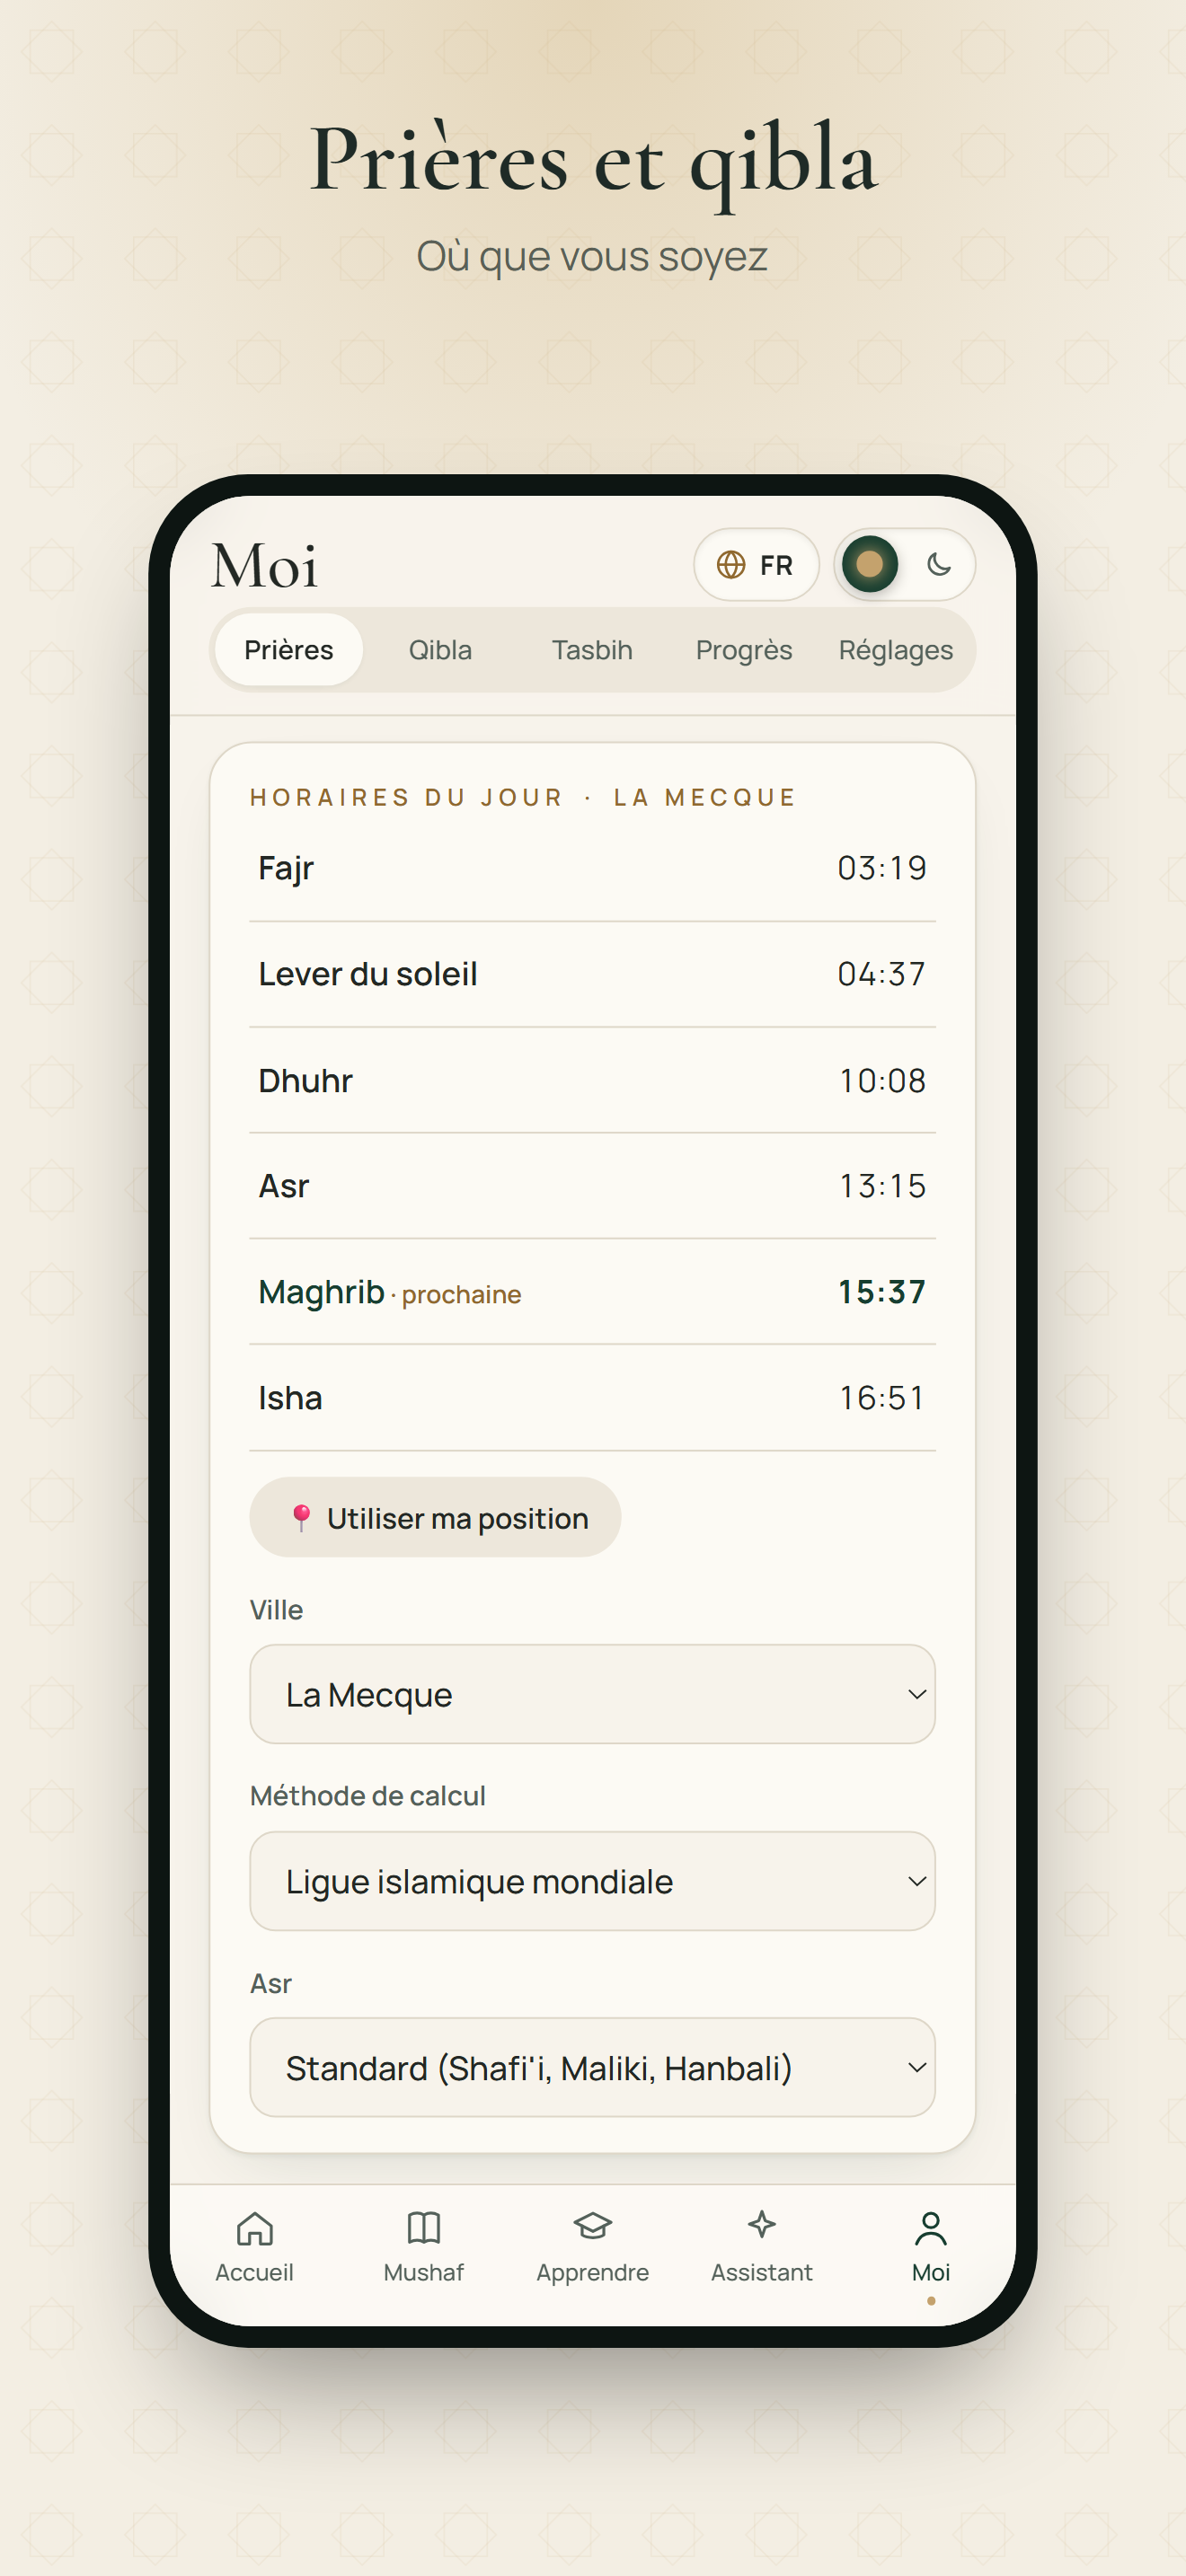 Prières et qibla
Où que vous soyez
Moi
FR
Prières
Qibla
Tasbih
Progrès
Réglages
HORAIRES DU JOUR · LA MECQUE
Fajr 03:19
Lever du soleil 04:37
Dhuhr 10:08
Asr 13:15
Maghrib · prochaine 15:37
Isha 16:51
Utiliser ma position
Ville
La Mecque
Méthode de calcul
Ligue islamique mondiale
Asr
Standard (Shafi'i, Maliki, Hanbali)
Accueil
Mushaf
Apprendre
Assistant
Moi